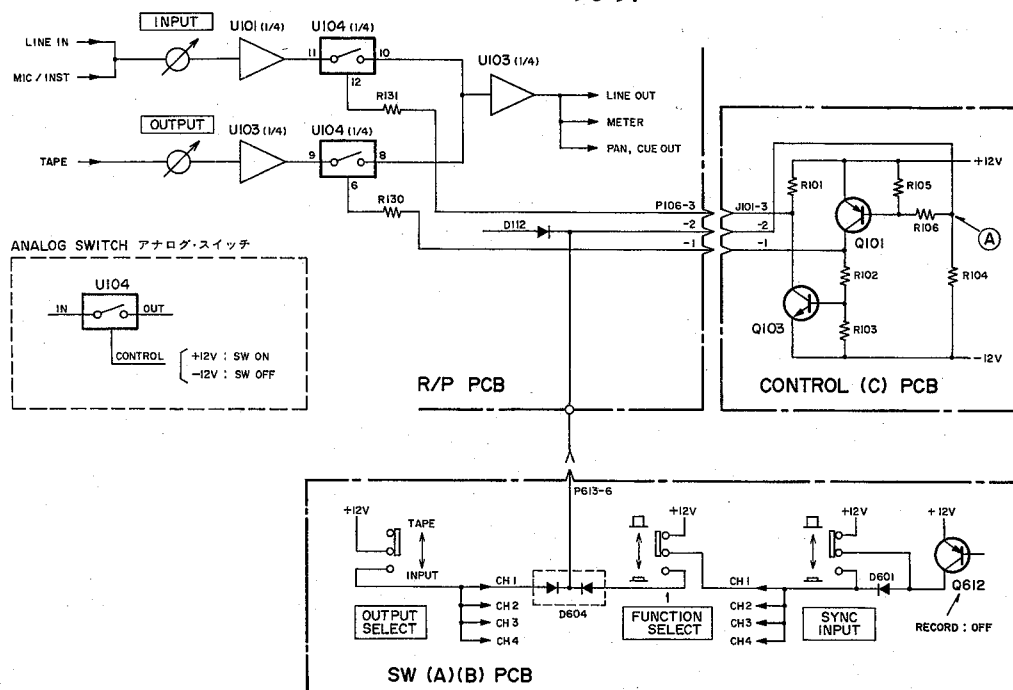 INPUT
U101 (1/4)
U104 (1/4)
LINE IN
11
10
U103 (1/4)
MIC / INST
12
R131
LINE OUT
METER
PAN, CUE OUT
OUTPUT
U103 (1/4)
U104 (1/4)
TAPE
9
8
6
R130
P106-3
J101-3
-2
-2
-1
-1
D112
+12V
R101
R105
R106
A
Q101
R102
R104
Q103
R103
-12V
ANALOG SWITCH アナログ・スイッチ
U104
IN
OUT
CONTROL
+12V : SW ON
-12V : SW OFF
R/P PCB
CONTROL (C) PCB
P613-6
+12V
TAPE
INPUT
+12V
+12V
+12V
CH 1
CH 2
CH 3
CH 4
D604
CH 1
CH 2
CH 3
CH 4
D601
Q612
OUTPUT
SELECT
FUNCTION
SELECT
SYNC
INPUT
RECORD : OFF
SW (A)(B) PCB